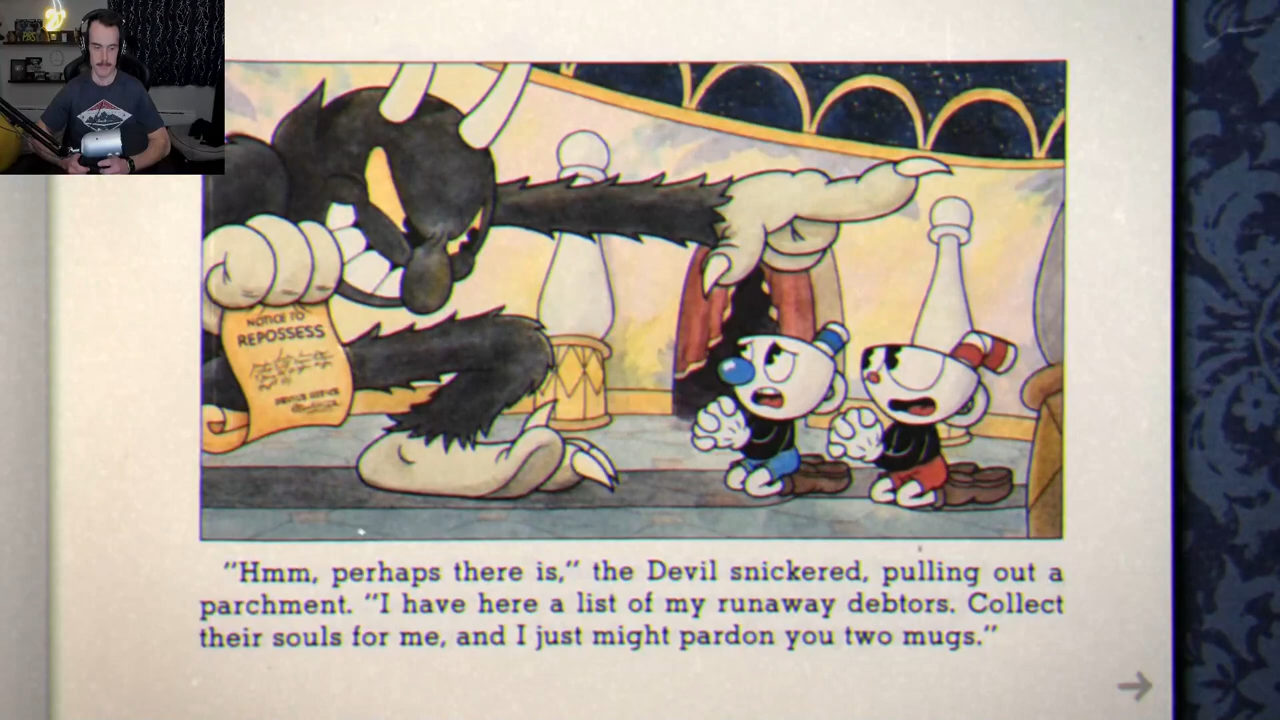 NOTICE TO
REPOSSESS
"Hmm, perhaps there is," the Devil snickered, pulling out a
parchment. "I have here a list of my runaway debtors. Collect
their souls for me, and I just might pardon you two mugs."